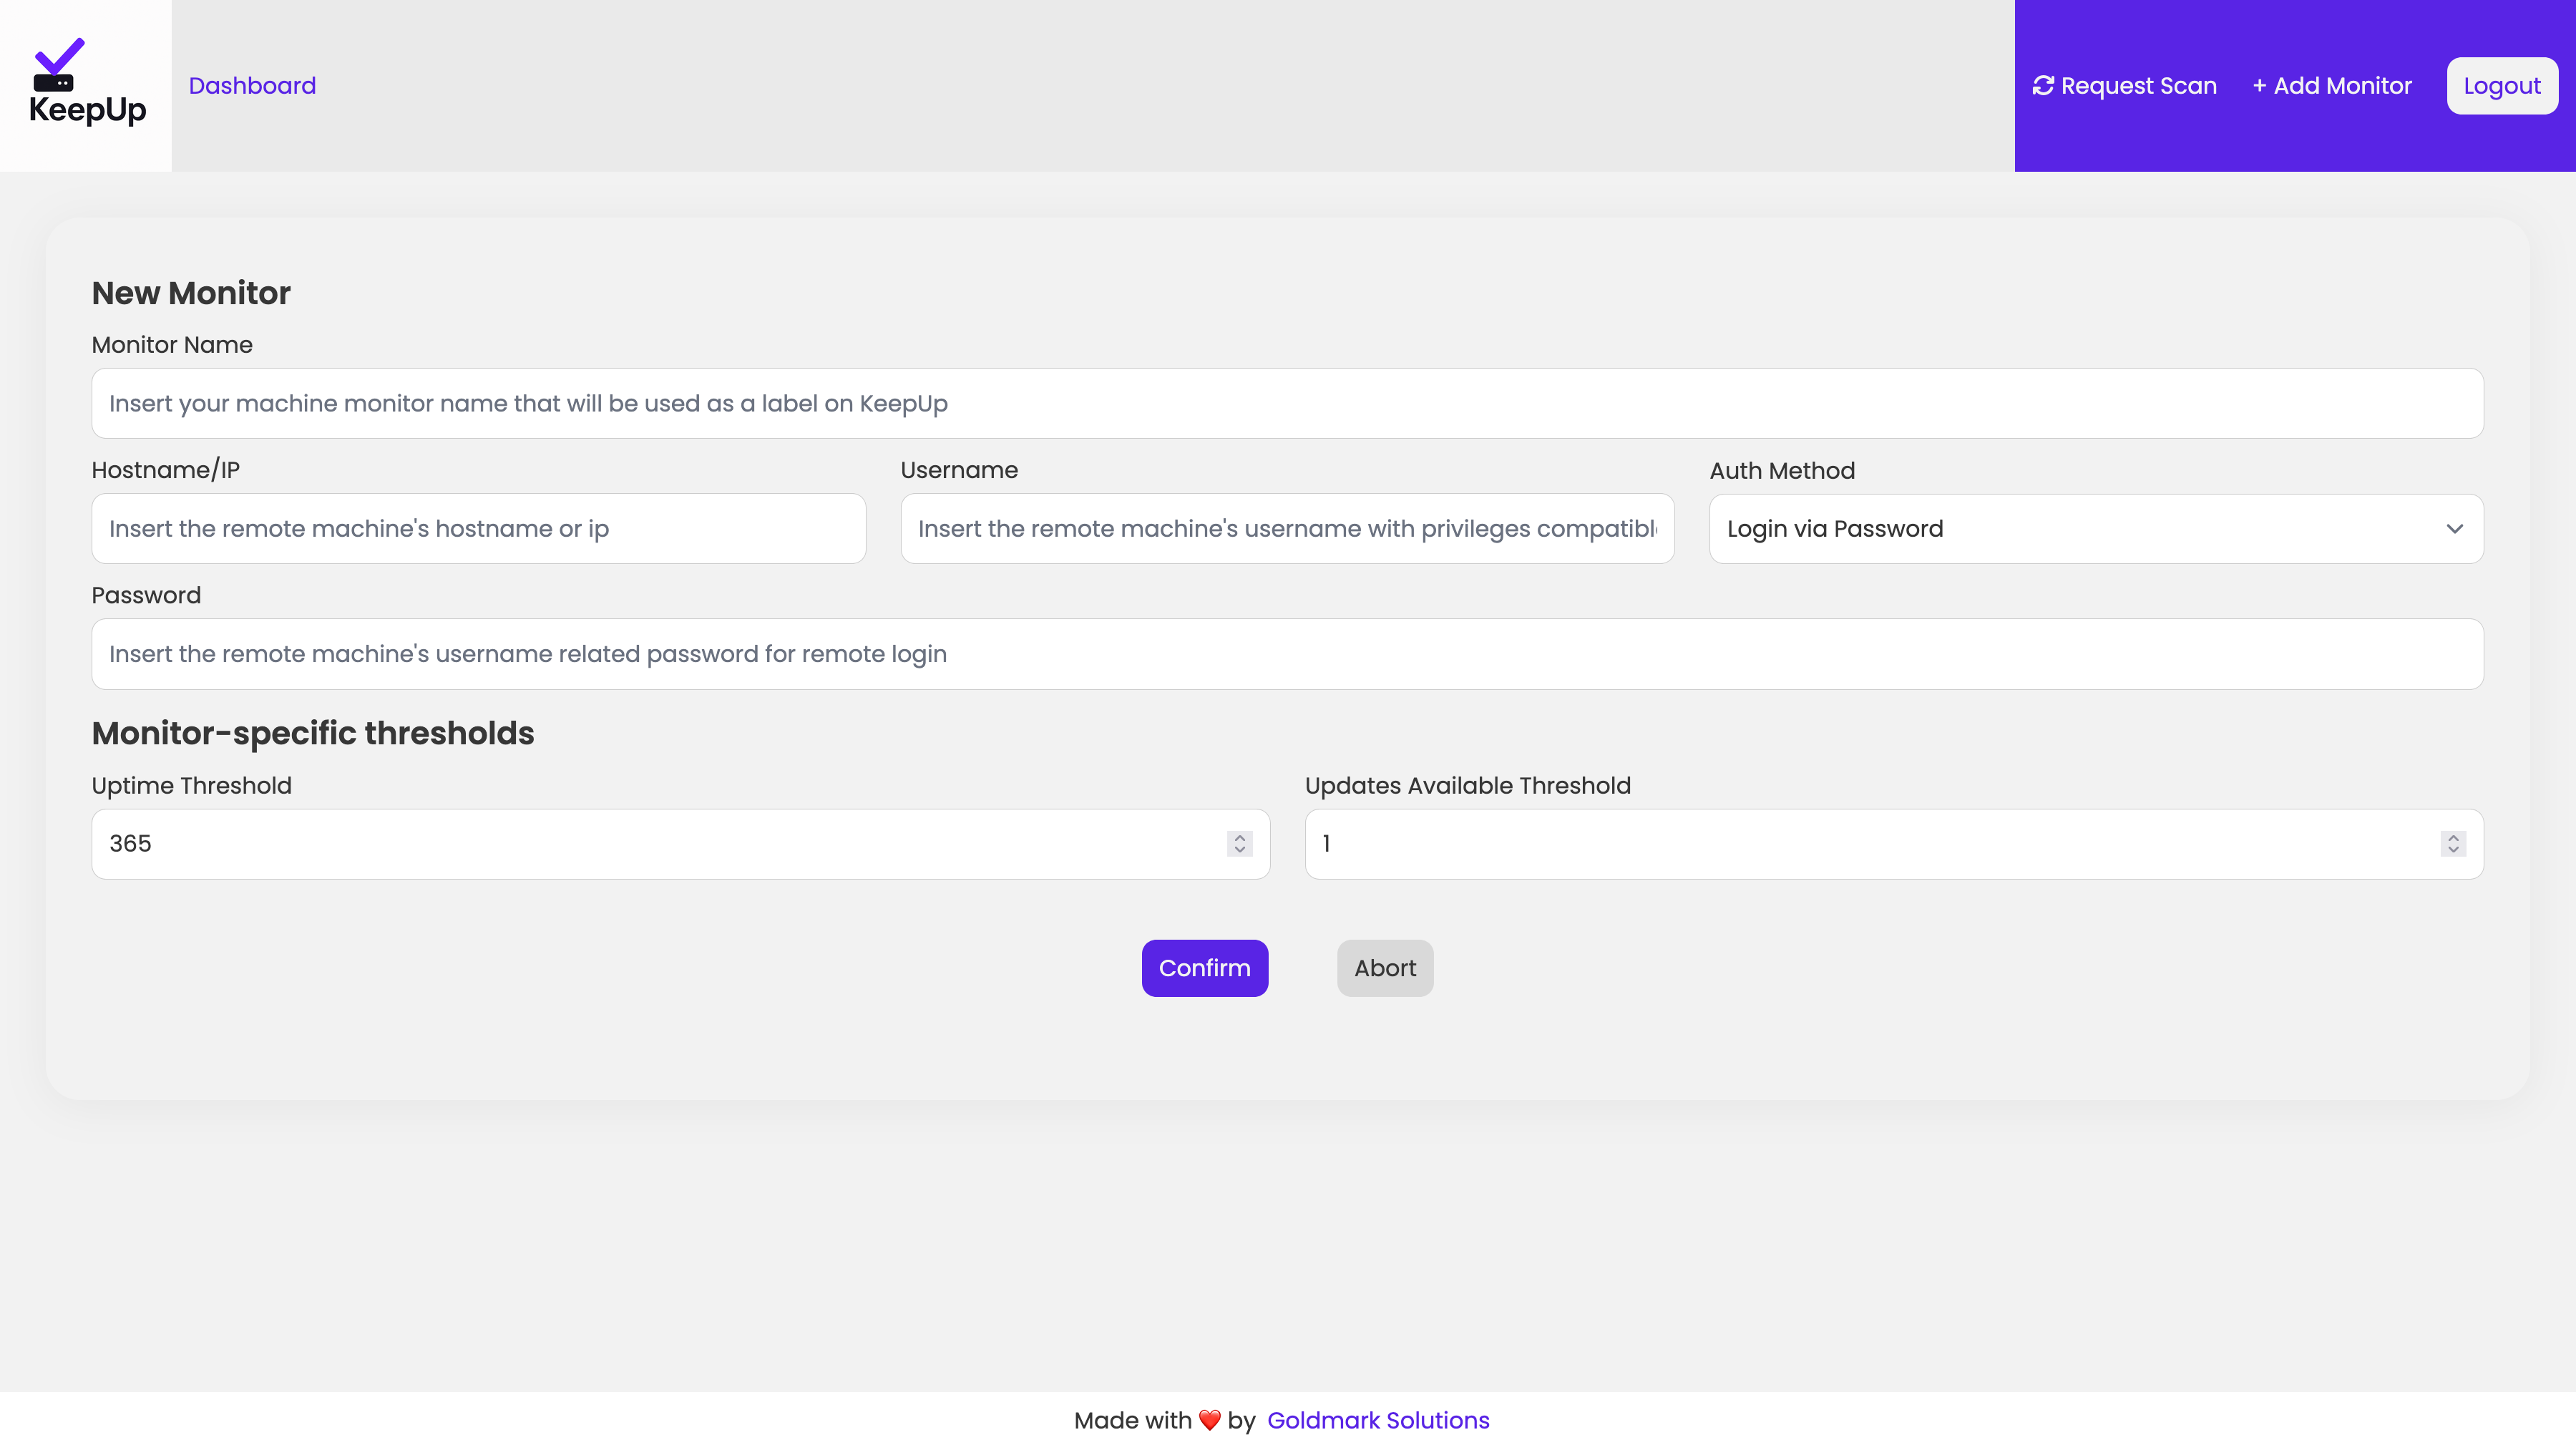 KeepUp
Dashboard
Request Scan
+ Add Monitor
Logout
New Monitor
Monitor Name
Insert your machine monitor name that will be used as a label on KeepUp
Hostname/IP
Username
Auth Method
Insert the remote machine's hostname or ip
Insert the remote machine's username with privileges compatibl
Login via Password
Password
Insert the remote machine's username related password for remote login
Monitor-specific thresholds
Uptime Threshold
Updates Available Threshold
365
1
Confirm
Abort
Made with ❤️ by Goldmark Solutions